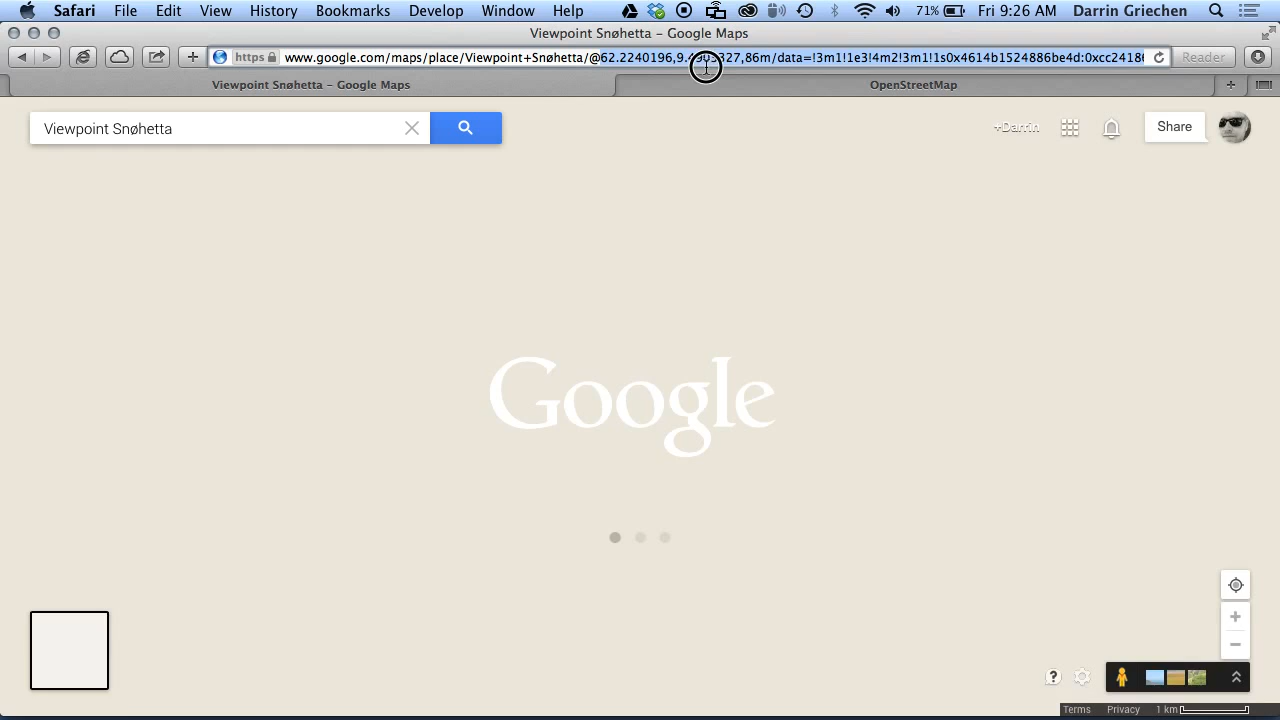 Safari File Edit View History Bookmarks Develop Window Help 71% Fri 9:26 AM Darrin Griechen
Viewpoint Snøhetta – Google Maps
https www.google.com/maps/place/Viewpoint+Snøhetta/@62.2240196,9.4903327,86m/data=!3m1!1e3!4m2!3m1!1s0x4614b1524886be4d:0xcc2418 Reader
Viewpoint Snøhetta – Google Maps OpenStreetMap
Viewpoint Snøhetta
+Darrin Share
Google
Terms Privacy 1 km